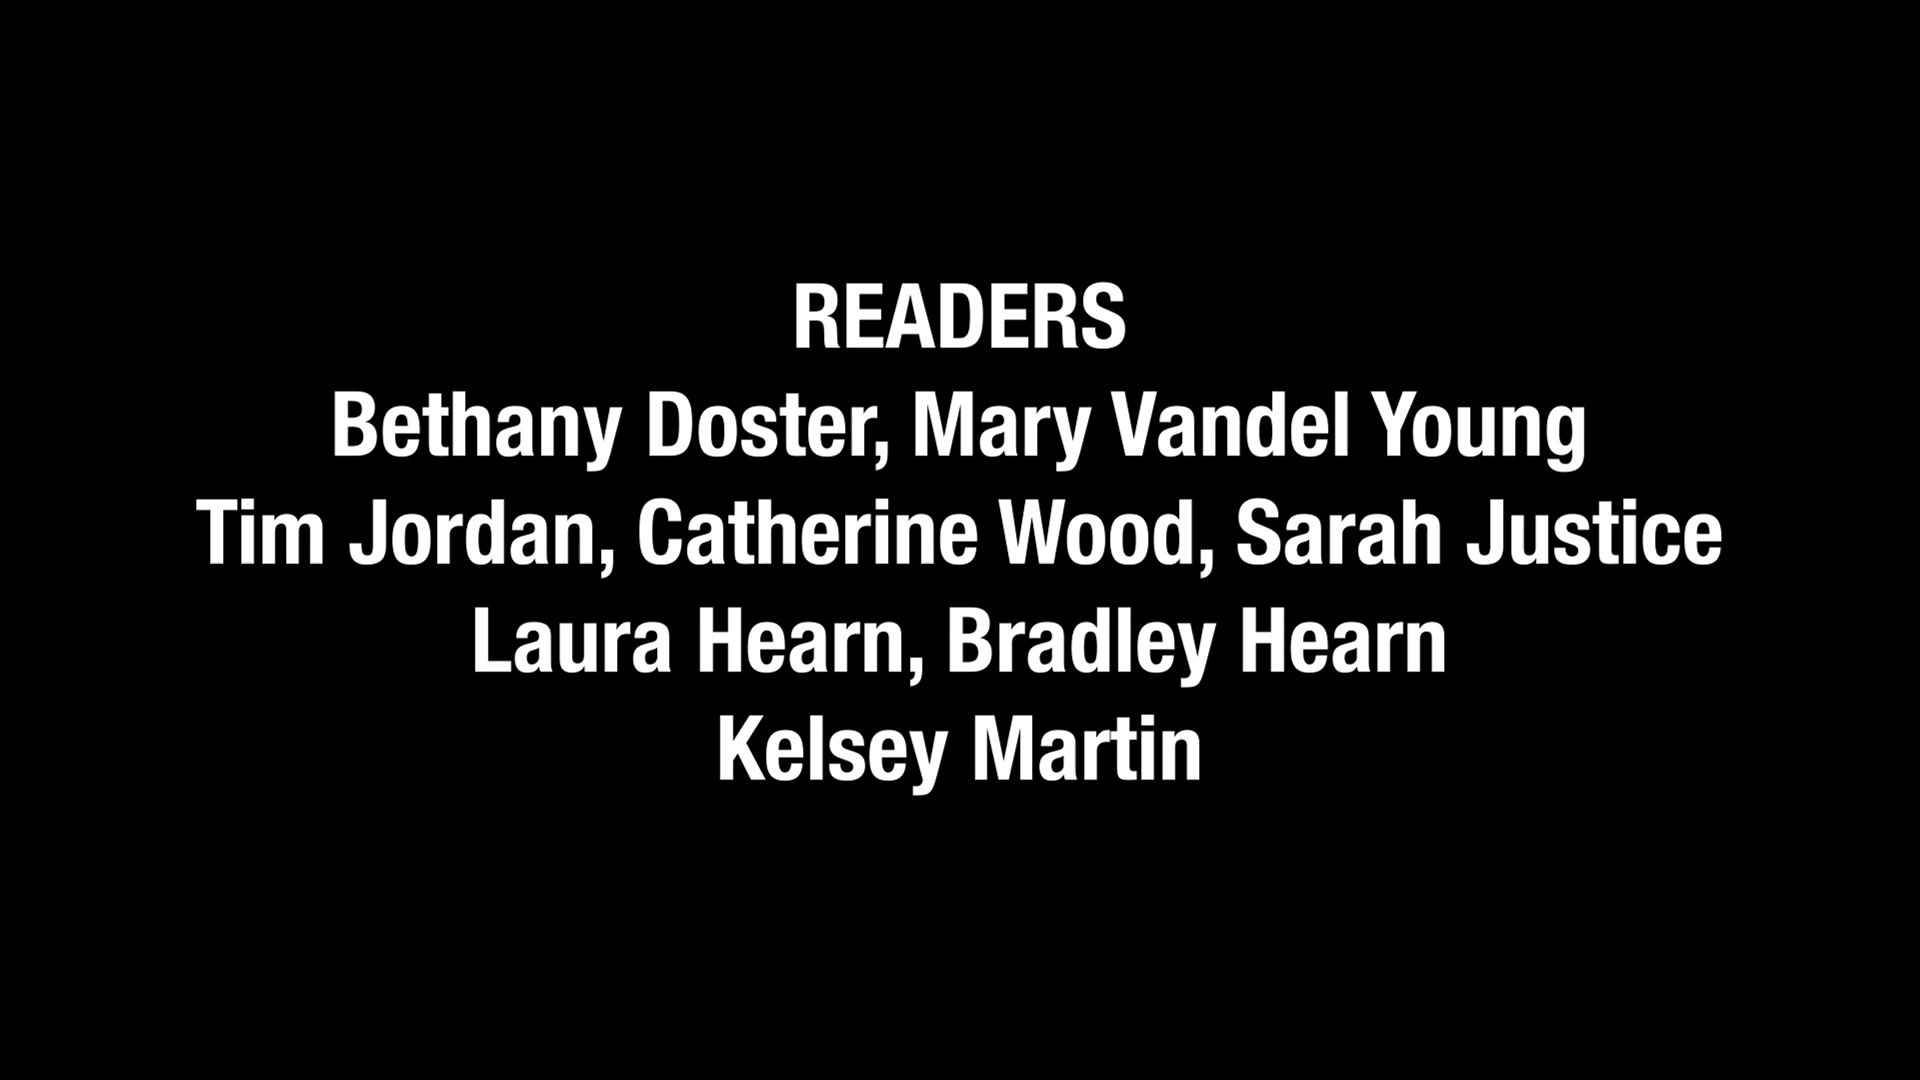 READERS
Bethany Doster, Mary Vandel Young
Tim Jordan, Catherine Wood, Sarah Justice
Laura Hearn, Bradley Hearn
Kelsey Martin